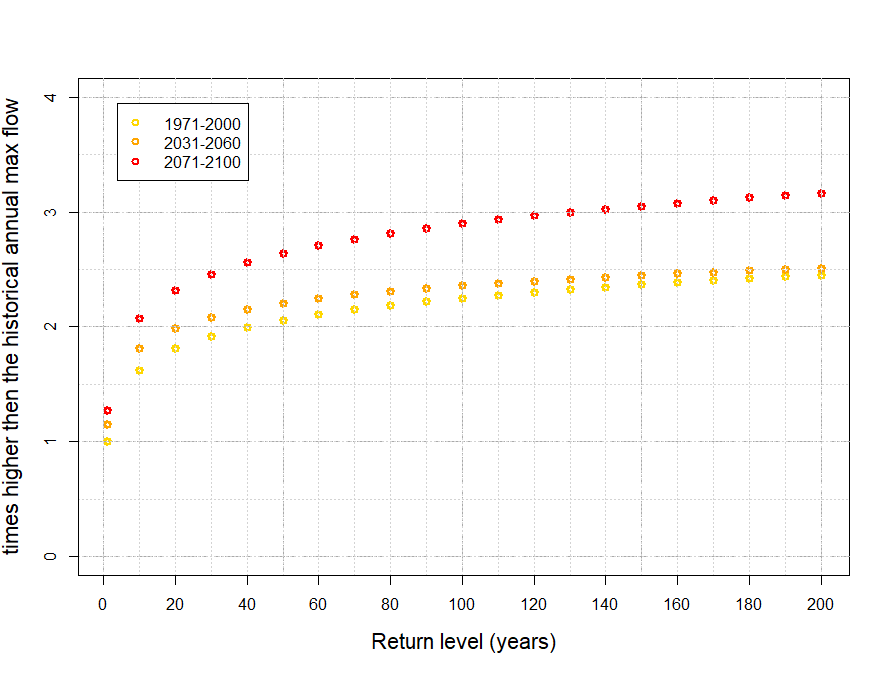 times higher then the historical annual max flow
4
3
2
1
0
1971-2000
2031-2060
2071-2100
0 20 40 60 80 100 120 140 160 180 200
Return level (years)